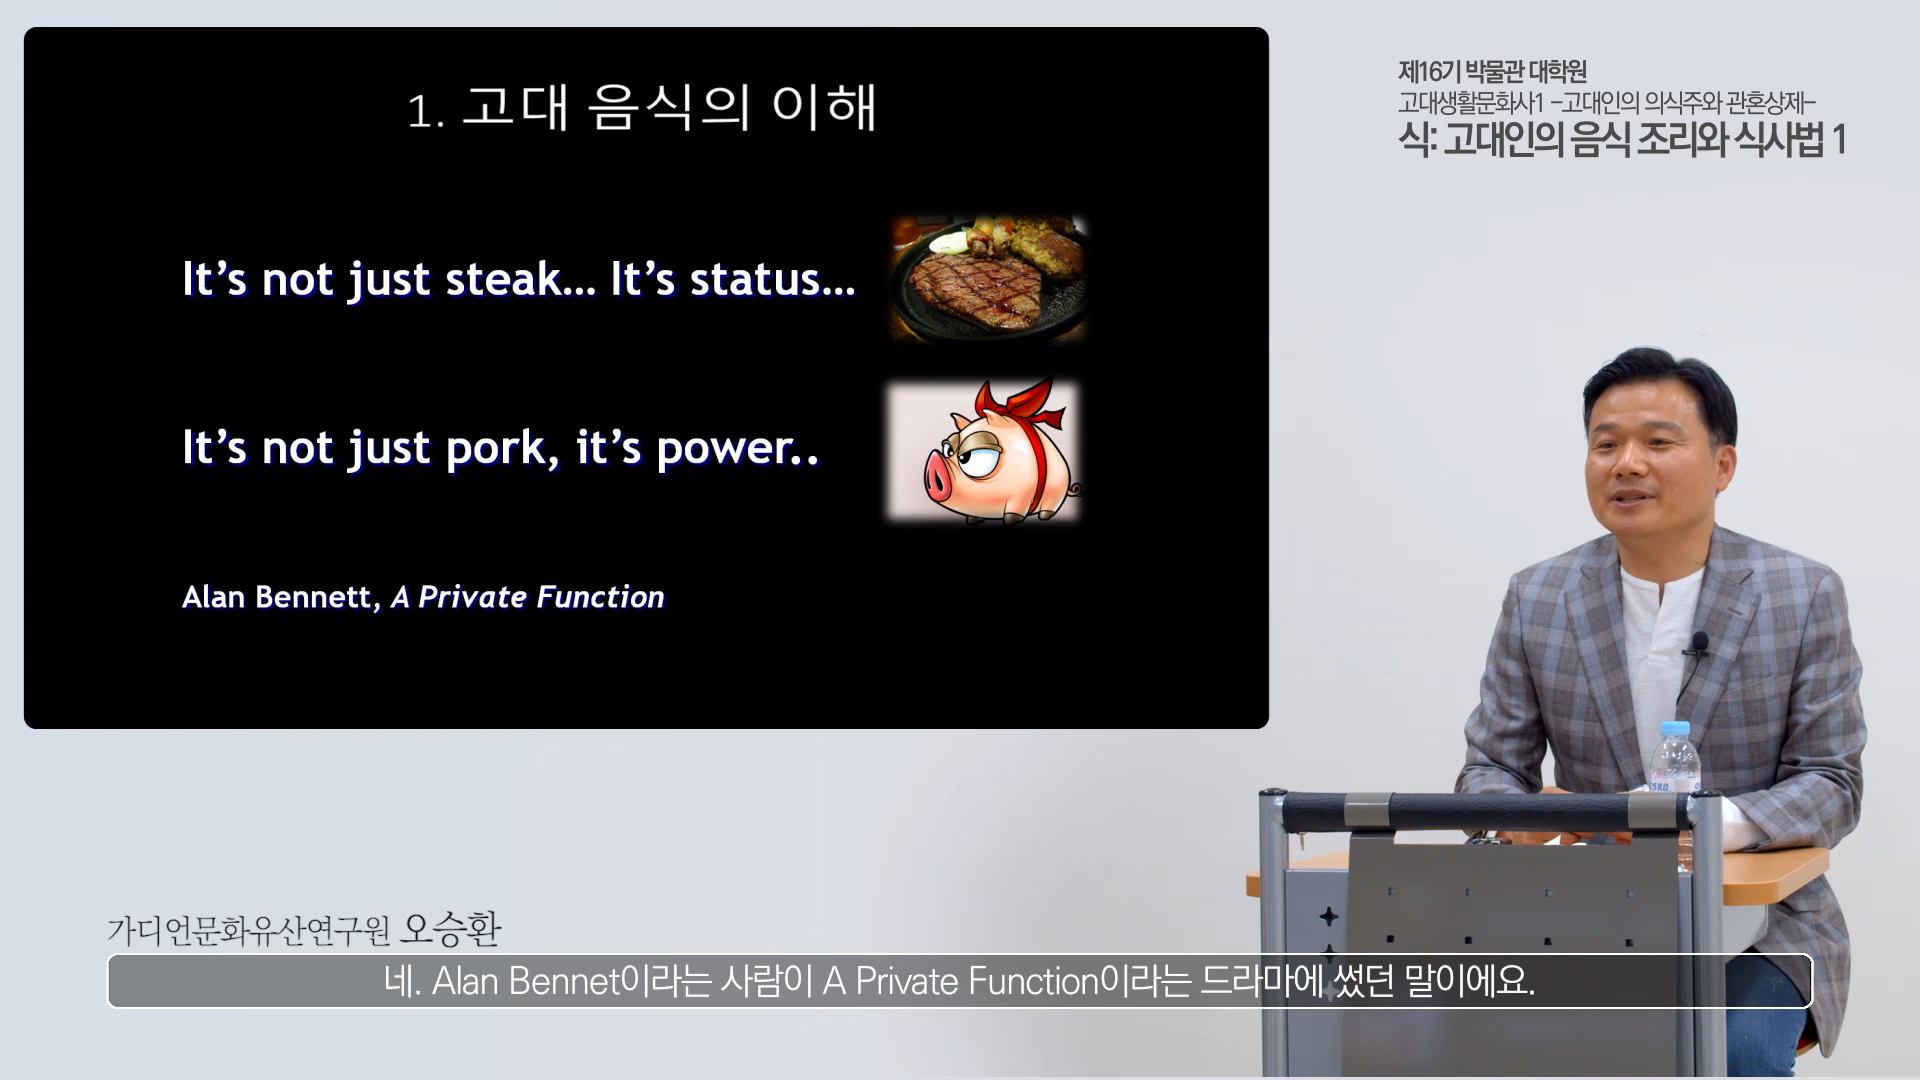 1. 고대 음식의 이해
It’s not just steak... It’s status...
It’s not just pork, it’s power..
Alan Bennett, A Private Function
제16기 박물관 대학원
고대생활문화사1 -고대인의 의식주와 관혼상제-
식: 고대인의 음식 조리와 식사법 1
가디언문화유산연구원 오승환
네. Alan Bennet이라는 사람이 A Private Function이라는 드라마에 썼던 말이에요.